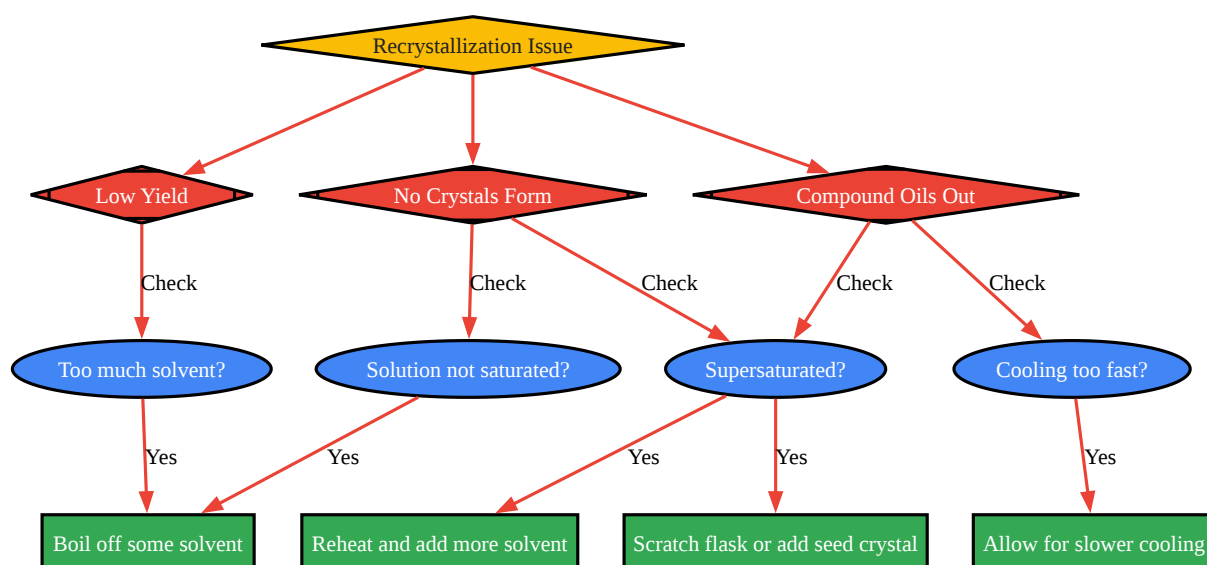 Recrystallization Issue
Low Yield
No Crystals Form
Compound Oils Out
Check
Check
Check
Check
Check
Too much solvent?
Solution not saturated?
Supersaturated?
Cooling too fast?
Yes
Yes
Yes
Yes
Yes
Boil off some solvent
Reheat and add more solvent
Scratch flask or add seed crystal
Allow for slower cooling